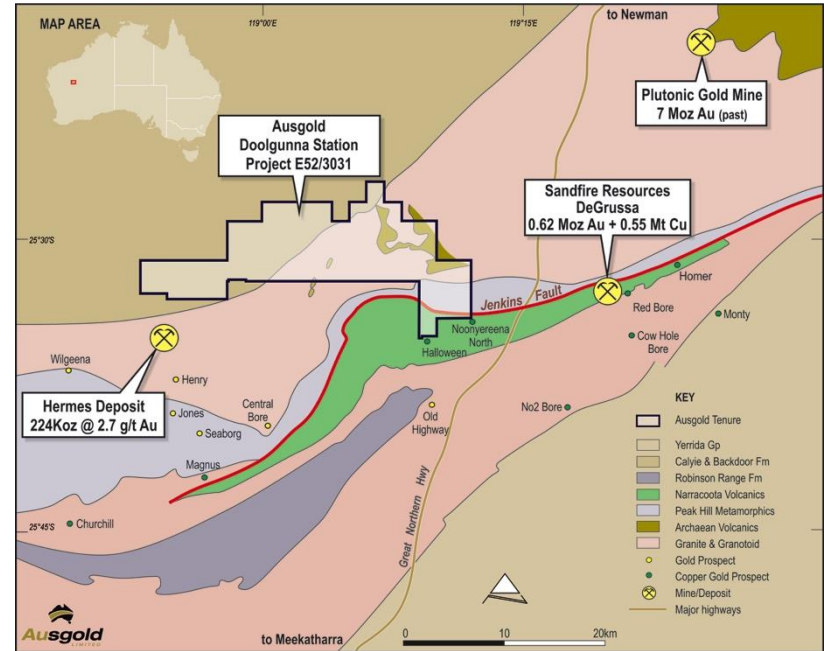 MAP AREA
119°00'E
119°15'E
to Newman
Plutonic Gold Mine
7 Moz Au (past)
Ausgold
Doolgunna Station
Project E52/3031
Sandfire Resources
DeGrussa
0.62 Moz Au + 0.55 Mt Cu
25°30'S
Jenkins Fault
Homer
Red Bore
Monty
Noonyereena
North
Cow Hole
Bore
Halloween
Wilgeena
Henry
Hermes Deposit
224Koz @ 2.7 g/t Au
Jones
Central
Bore
Seaborg
Old
Highway
No2 Bore
Magnus
Churchill
25°45'S
Great Northern Hwy
KEY
Ausgold Tenure
Yerrida Gp
Calyie & Backdoor Fm
Robinson Range Fm
Narracoota Volcanics
Peak Hill Metamorphics
Archaean Volcanics
Granite & Granotoid
Gold Prospect
Copper Gold Prospect
Mine/Deposit
Major highways
Ausgold
LIMITED
to Meekatharra
0
10
20km